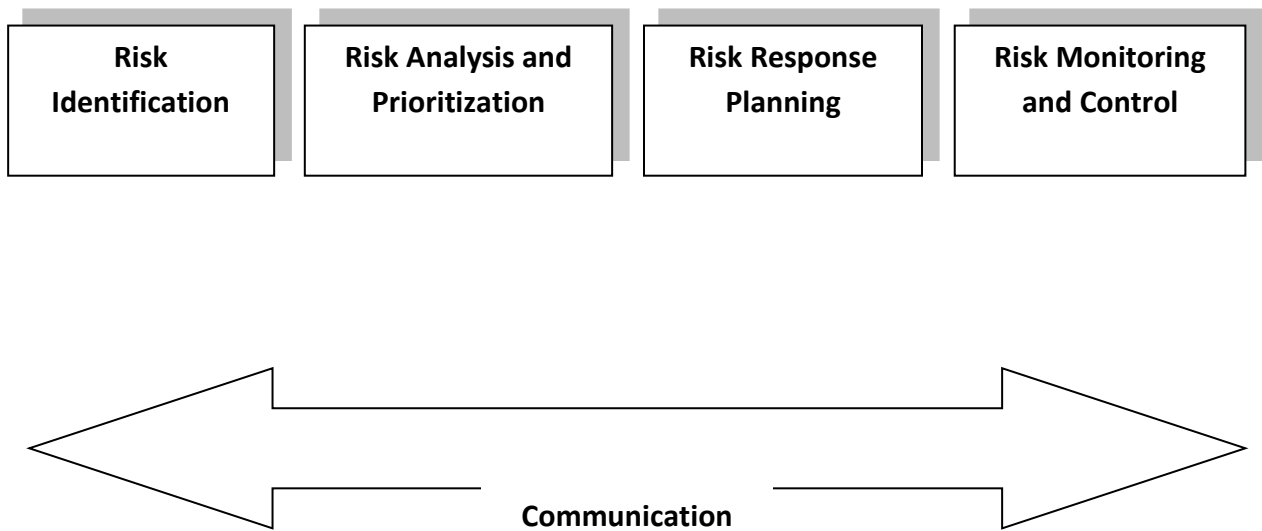 Risk
Identification
Risk Analysis and
Prioritization
Risk Response
Planning
Risk Monitoring
and Control
Communication